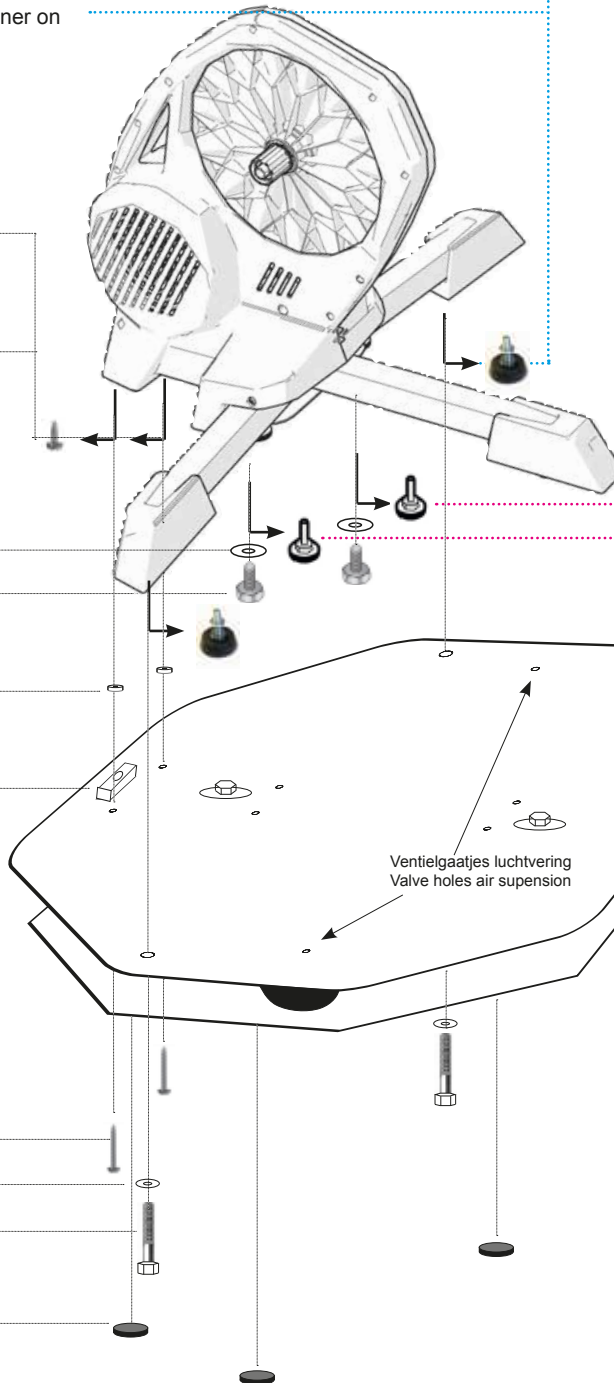 ner on
Ventielgaatjes luchtvering
Valve holes air supension